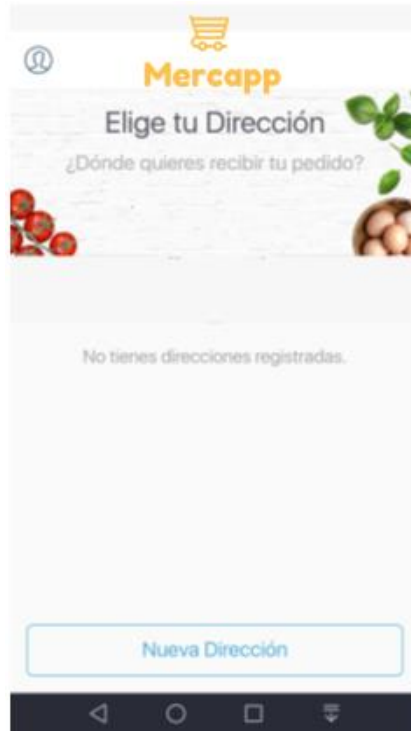 Mercapp
Elige tu Dirección
¿Dónde quieres recibir tu pedido?
No tienes direcciones registradas.
Nueva Dirección